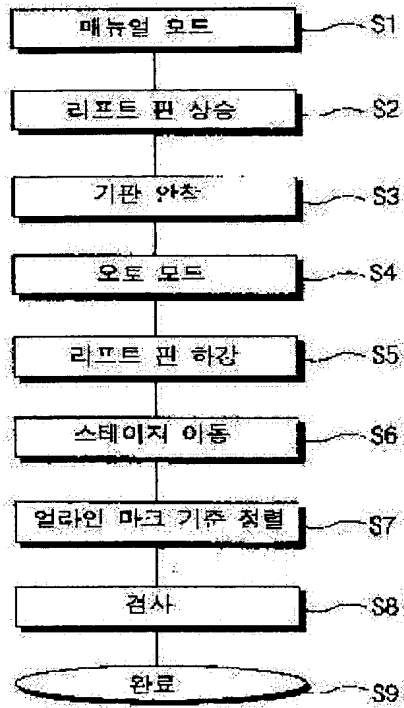 매뉴얼 모드 S1
리프트 핀 상승 S2
기판 안착 S3
오토 모드 S4
리프트 핀 하강 S5
스테이지 이동 S6
얼라인 마크 기준 정렬 S7
검사 S8
완료 S9